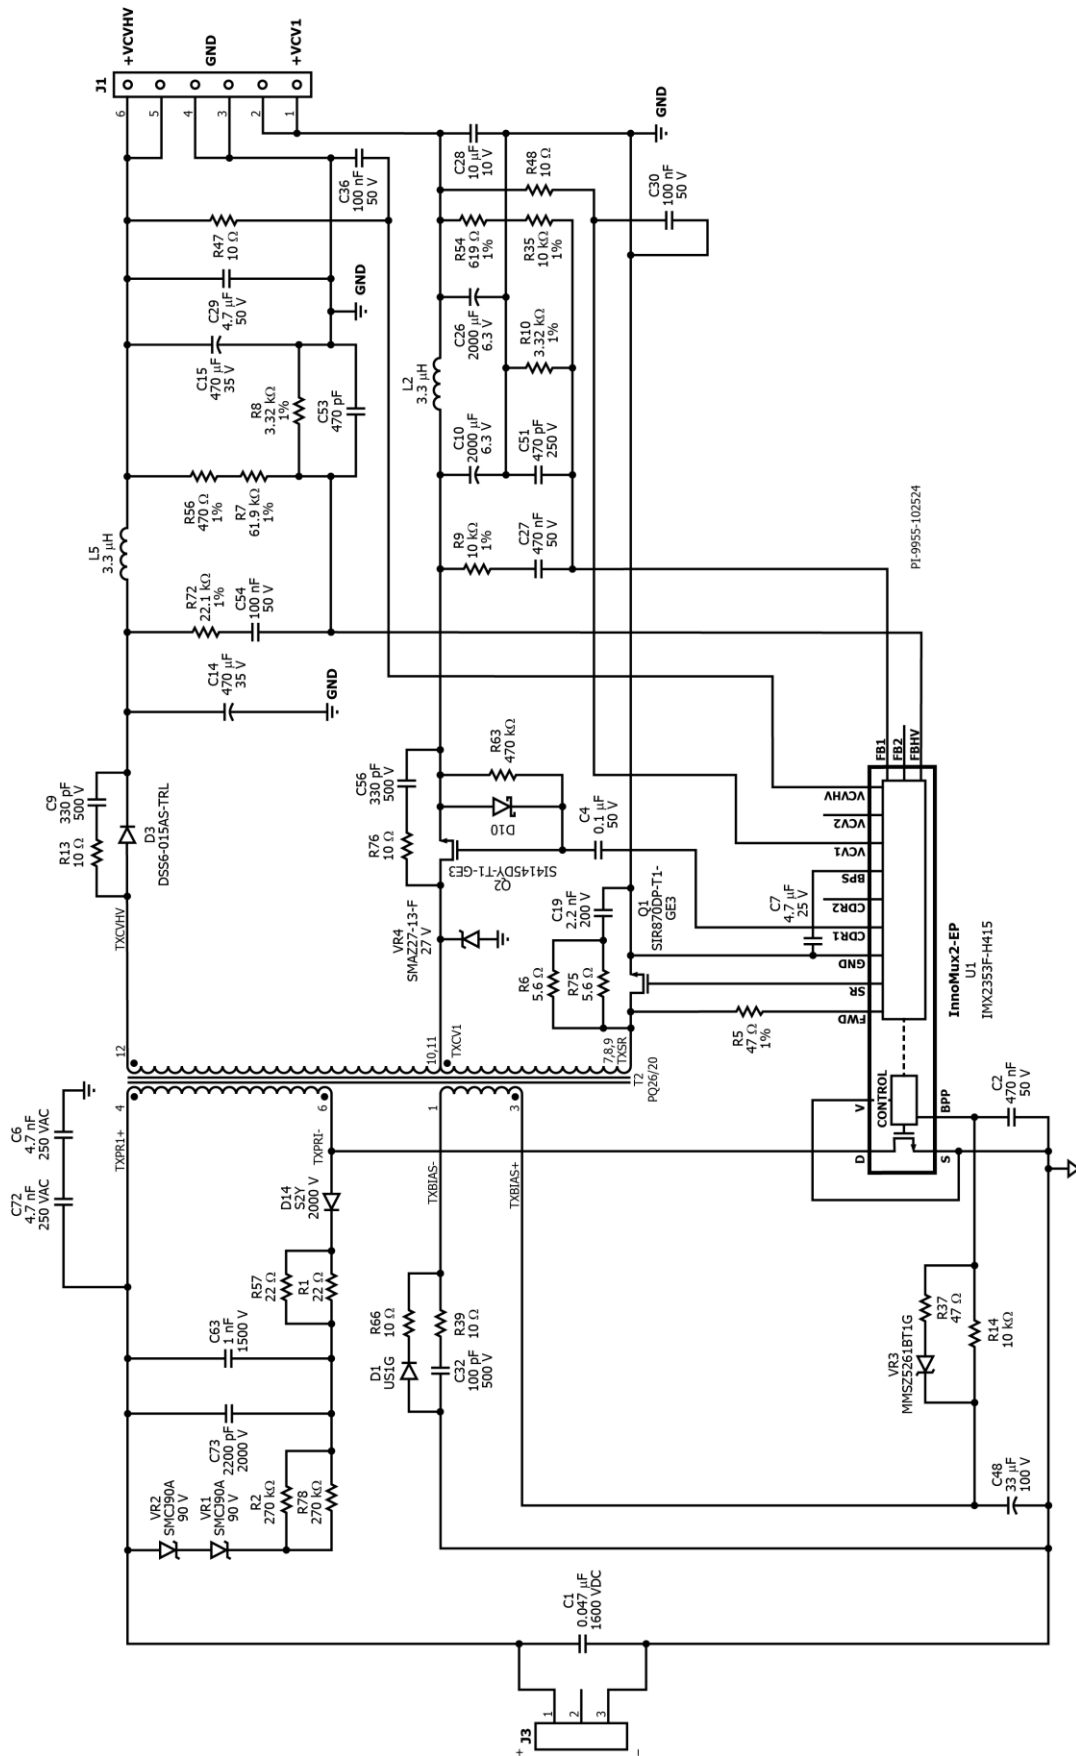 J3
+
-
1
2
3
C1
0.047 µF
1600 VDC
VR2
SMCJ90A
90 V
VR1
SMCJ90A
90 V
R2
270 kΩ
R78
270 kΩ
C73
2200 pF
2000 V
C63
1 nF
1500 V
R57
22 Ω
R1
22 Ω
D14
S2Y
2000 V
C72
4.7 nF
250 VAC
C6
4.7 nF
250 VAC
TXPR1+
4
TXPRI-
6
TXBIAS-
1
TXBIAS+
3
D1
US1G
R66
10 Ω
C32
100 pF
500 V
R39
10 Ω
C48
33 µF
100 V
VR3
MMSZ5261BT1G
R37
47 Ω
R14
10 kΩ
C2
470 nF
50 V
T2
PQ26/20
12
TXCVHV
10,11
TXCV1
7,8,9
TXSR
R13
10 Ω
C9
330 pF
500 V
D3
DSS6-015AS-TRL
C14
470 µF
35 V
GND
R72
22.1 kΩ
1%
C54
100 nF
50 V
L5
3.3 µH
R56
470 Ω
1%
R7
61.9 kΩ
1%
R8
3.32 kΩ
1%
C53
470 pF
C15
470 µF
35 V
C29
4.7 µF
50 V
GND
R47
10 Ω
C36
100 nF
50 V
J1
6
5
4
3
2
1
+VCVHV
GND
+VCV1
VR4
SMAZ27-13-F
27 V
R76
10 Ω
C56
330 pF
500 V
Q2
SI4145DY-T1-GE3
D10
R63
470 kΩ
C4
0.1 µF
50 V
R9
10 kΩ
1%
C27
470 nF
50 V
C10
2000 µF
6.3 V
C51
470 pF
250 V
L2
3.3 µH
R10
3.32 kΩ
1%
C26
2000 µF
6.3 V
R54
619 Ω
1%
R35
10 kΩ
1%
C28
10 µF
10 V
R48
10 Ω
C30
100 nF
50 V
GND
R6
5.6 Ω
R75
5.6 Ω
C19
2.2 nF
200 V
Q1
SIR870DP-T1-
GE3
R5
47 Ω
1%
C7
4.7 µF
25 V
D
S
V
CONTROL
BPP
FWD
SR
GND
CDR1
CDR2
BPS
VCV1
VCV2
VCVHV
FB1
FB2
FBHV
InnoMux2-EP
U1
IMX2353F-H415
PI-9955-102524